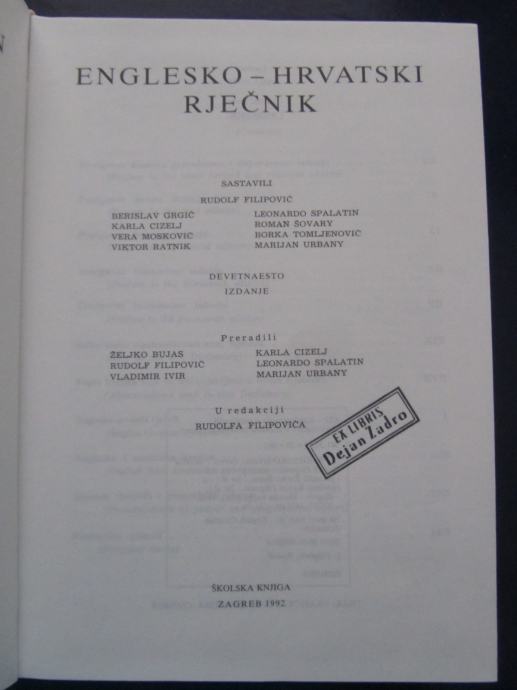 N
ENGLESKO – HRVATSKI
RJEČNIK
SASTAVILI
RUDOLF FILIPOVIĆ
BERISLAV GRGIĆ
KARLA CIZELJ
VERA MOSKOVIĆ
VIKTOR RATNIK
LEONARDO SPALATIN
ROMAN ŠOVARY
BORKA TOMLJENOVIĆ
MARIJAN URBANY
DEVETNAESTO
IZDANJE
Preradili
ŽELJKO BUJAS
RUDOLF FILIPOVIĆ
VLADIMIR IVIR
KARLA CIZELJ
LEONARDO SPALATIN
MARIJAN URBANY
U redakciji
RUDOLFA FILIPOVIĆA
EX LIBRIS
Dejan Zadro
ŠKOLSKA KNJIGA
ZAGREB 1992